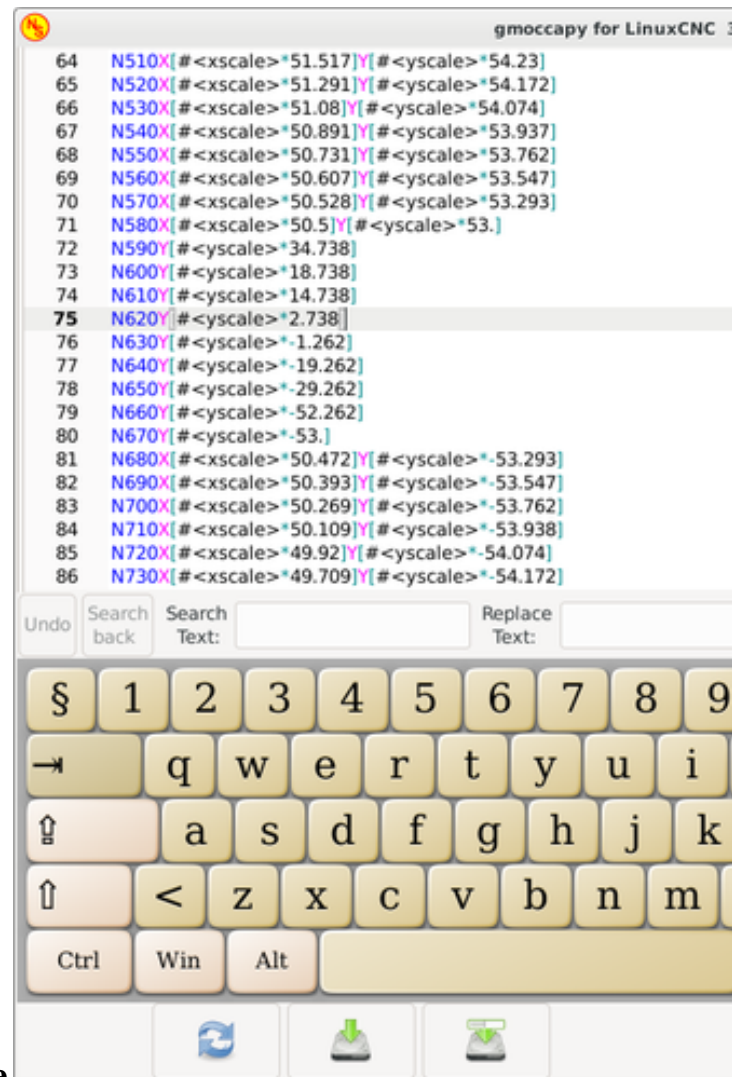 gmoccapy for LinuxCNC 3
64 N510X[#<xscale>*51.517]Y[#<yscale>*54.23]
65 N520X[#<xscale>*51.291]Y[#<yscale>*54.172]
66 N530X[#<xscale>*51.08]Y[#<yscale>*54.074]
67 N540X[#<xscale>*50.891]Y[#<yscale>*53.937]
68 N550X[#<xscale>*50.731]Y[#<yscale>*53.762]
69 N560X[#<xscale>*50.607]Y[#<yscale>*53.547]
70 N570X[#<xscale>*50.528]Y[#<yscale>*53.293]
71 N580X[#<xscale>*50.5]Y[#<yscale>*53.]
72 N590Y[#<yscale>*34.738]
73 N600Y[#<yscale>*18.738]
74 N610Y[#<yscale>*14.738]
75 N620Y[#<yscale>*2.738]
76 N630Y[#<yscale>*-1.262]
77 N640Y[#<yscale>*-19.262]
78 N650Y[#<yscale>*-29.262]
79 N660Y[#<yscale>*-52.262]
80 N670Y[#<yscale>*-53.]
81 N680X[#<xscale>*50.472]Y[#<yscale>*-53.293]
82 N690X[#<xscale>*50.393]Y[#<yscale>*-53.547]
83 N700X[#<xscale>*50.269]Y[#<yscale>*-53.762]
84 N710X[#<xscale>*50.109]Y[#<yscale>*-53.938]
85 N720X[#<xscale>*49.92]Y[#<yscale>*-54.074]
86 N730X[#<xscale>*49.709]Y[#<yscale>*-54.172]
Undo Search back Search Text: Replace Text:
§ 1 2 3 4 5 6 7 8 9
⇥ q w e r t y u i
⇪ a s d f g h j k
⇧ < z x c v b n m
Ctrl Win Alt